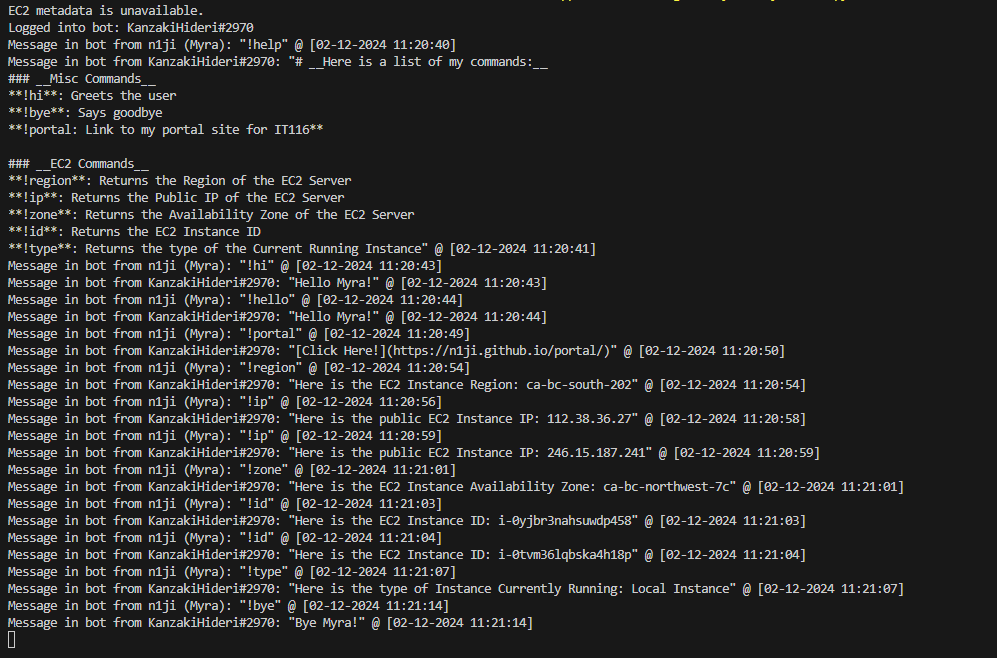 EC2 metadata is unavailable.
Logged into bot: KanzakiHideri#2970
Message in bot from n1ji (Myra): "!help" @ [02-12-2024 11:20:40]
Message in bot from KanzakiHideri#2970: "# __Here is a list of my commands:__
### __Misc Commands__
**!hi**: Greets the user
**!bye**: Says goodbye
**!portal: Link to my portal site for IT116**
### __EC2 Commands__
**!region**: Returns the Region of the EC2 Server
**!ip**: Returns the Public IP of the EC2 Server
**!zone**: Returns the Availability Zone of the EC2 Server
**!id**: Returns the EC2 Instance ID
**!type**: Returns the type of the Current Running Instance" @ [02-12-2024 11:20:41]
Message in bot from n1ji (Myra): "!hi" @ [02-12-2024 11:20:43]
Message in bot from KanzakiHideri#2970: "Hello Myra!" @ [02-12-2024 11:20:43]
Message in bot from n1ji (Myra): "!hello" @ [02-12-2024 11:20:44]
Message in bot from KanzakiHideri#2970: "Hello Myra!" @ [02-12-2024 11:20:44]
Message in bot from n1ji (Myra): "!portal" @ [02-12-2024 11:20:49]
Message in bot from KanzakiHideri#2970: "[Click Here!](https://n1ji.github.io/portal/)" @ [02-12-2024 11:20:50]
Message in bot from n1ji (Myra): "!region" @ [02-12-2024 11:20:54]
Message in bot from KanzakiHideri#2970: "Here is the EC2 Instance Region: ca-bc-south-202" @ [02-12-2024 11:20:54]
Message in bot from n1ji (Myra): "!ip" @ [02-12-2024 11:20:56]
Message in bot from KanzakiHideri#2970: "Here is the public EC2 Instance IP: 112.38.36.27" @ [02-12-2024 11:20:58]
Message in bot from n1ji (Myra): "!ip" @ [02-12-2024 11:20:59]
Message in bot from KanzakiHideri#2970: "Here is the public EC2 Instance IP: 246.15.187.241" @ [02-12-2024 11:20:59]
Message in bot from n1ji (Myra): "!zone" @ [02-12-2024 11:21:01]
Message in bot from KanzakiHideri#2970: "Here is the EC2 Instance Availability Zone: ca-bc-northwest-7c" @ [02-12-2024 11:21:01]
Message in bot from n1ji (Myra): "!id" @ [02-12-2024 11:21:03]
Message in bot from KanzakiHideri#2970: "Here is the EC2 Instance ID: i-0yjbr3nahsuwdp458" @ [02-12-2024 11:21:03]
Message in bot from n1ji (Myra): "!id" @ [02-12-2024 11:21:04]
Message in bot from KanzakiHideri#2970: "Here is the EC2 Instance ID: i-0tvm36lqbska4h18p" @ [02-12-2024 11:21:04]
Message in bot from n1ji (Myra): "!type" @ [02-12-2024 11:21:07]
Message in bot from KanzakiHideri#2970: "Here is the type of Instance Currently Running: Local Instance" @ [02-12-2024 11:21:07]
Message in bot from n1ji (Myra): "!bye" @ [02-12-2024 11:21:14]
Message in bot from KanzakiHideri#2970: "Bye Myra!" @ [02-12-2024 11:21:14]